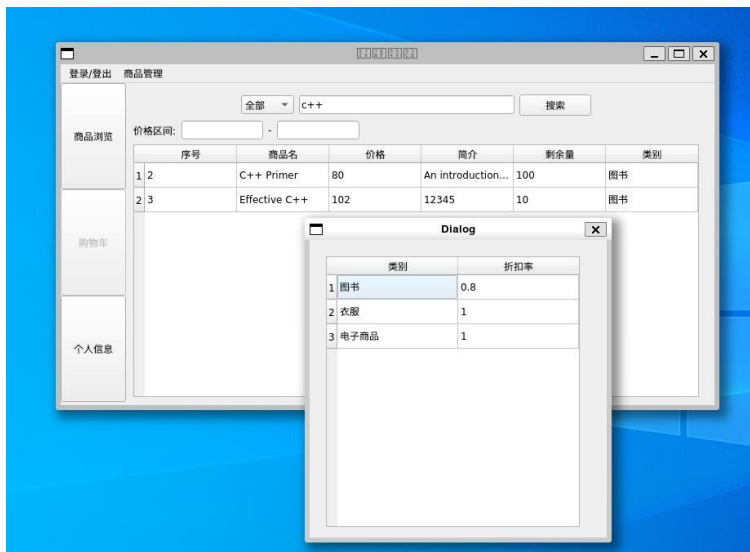 登录/登出 商品管理
全部 c++ 搜索
商品浏览
价格区间: -
序号 商品名 价格 简介 剩余量 类别
1 2 C++ Primer 80 An introduction... 100 图书
2 3 Effective C++ 102 12345 10 图书
购物车
个人信息
Dialog
类别 折扣率
1 图书 0.8
2 衣服 1
3 电子商品 1